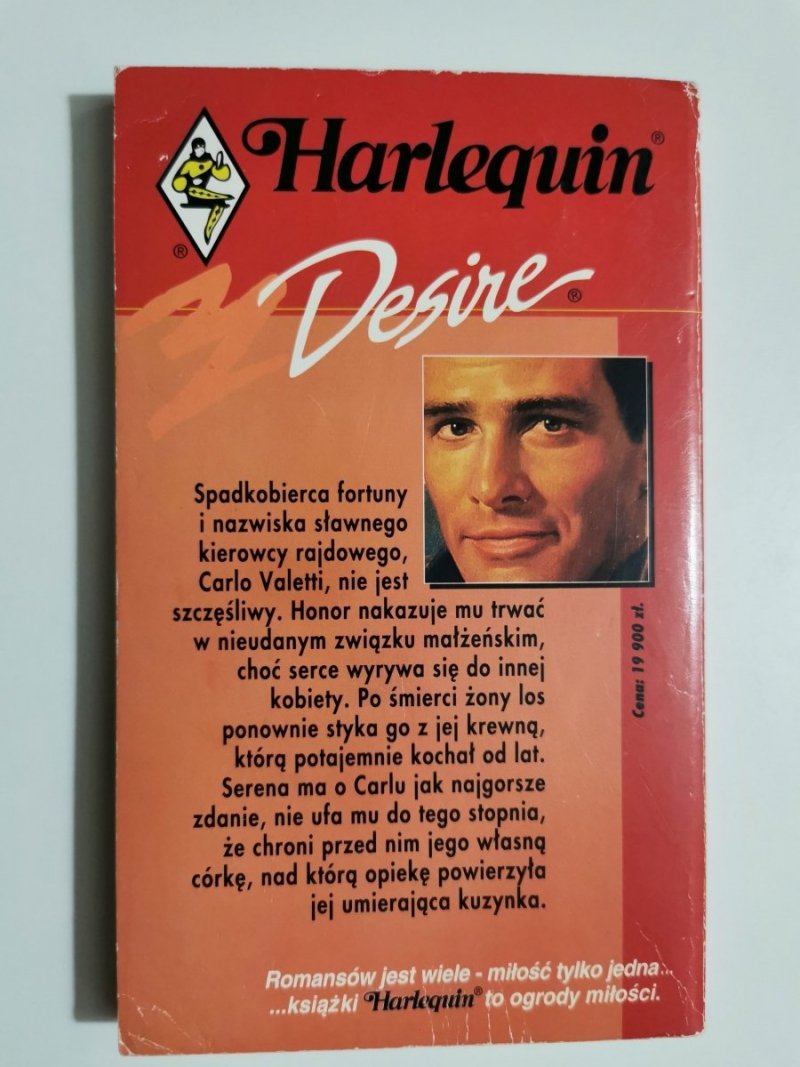 Harlequin®
®
Desire®
Spadkobierca fortuny
i nazwiska sławnego
kierowcy rajdowego,
Carlo Valetti, nie jest
szczęśliwy. Honor nakazuje mu trwać
w nieudanym związku małżeńskim,
choć serce wyrywa się do innej
kobiety. Po śmierci żony los
ponownie styka go z jej krewną,
którą potajemnie kochał od lat.
Serena ma o Carlu jak najgorsze
zdanie, nie ufa mu do tego stopnia,
że chroni przed nim jego własną
córkę, nad którą opiekę powierzyła
jej umierająca kuzynka.
Cena: 19 900 zł.
Romansów jest wiele - miłość tylko jedna...
...książki Harlequin® to ogrody miłości.